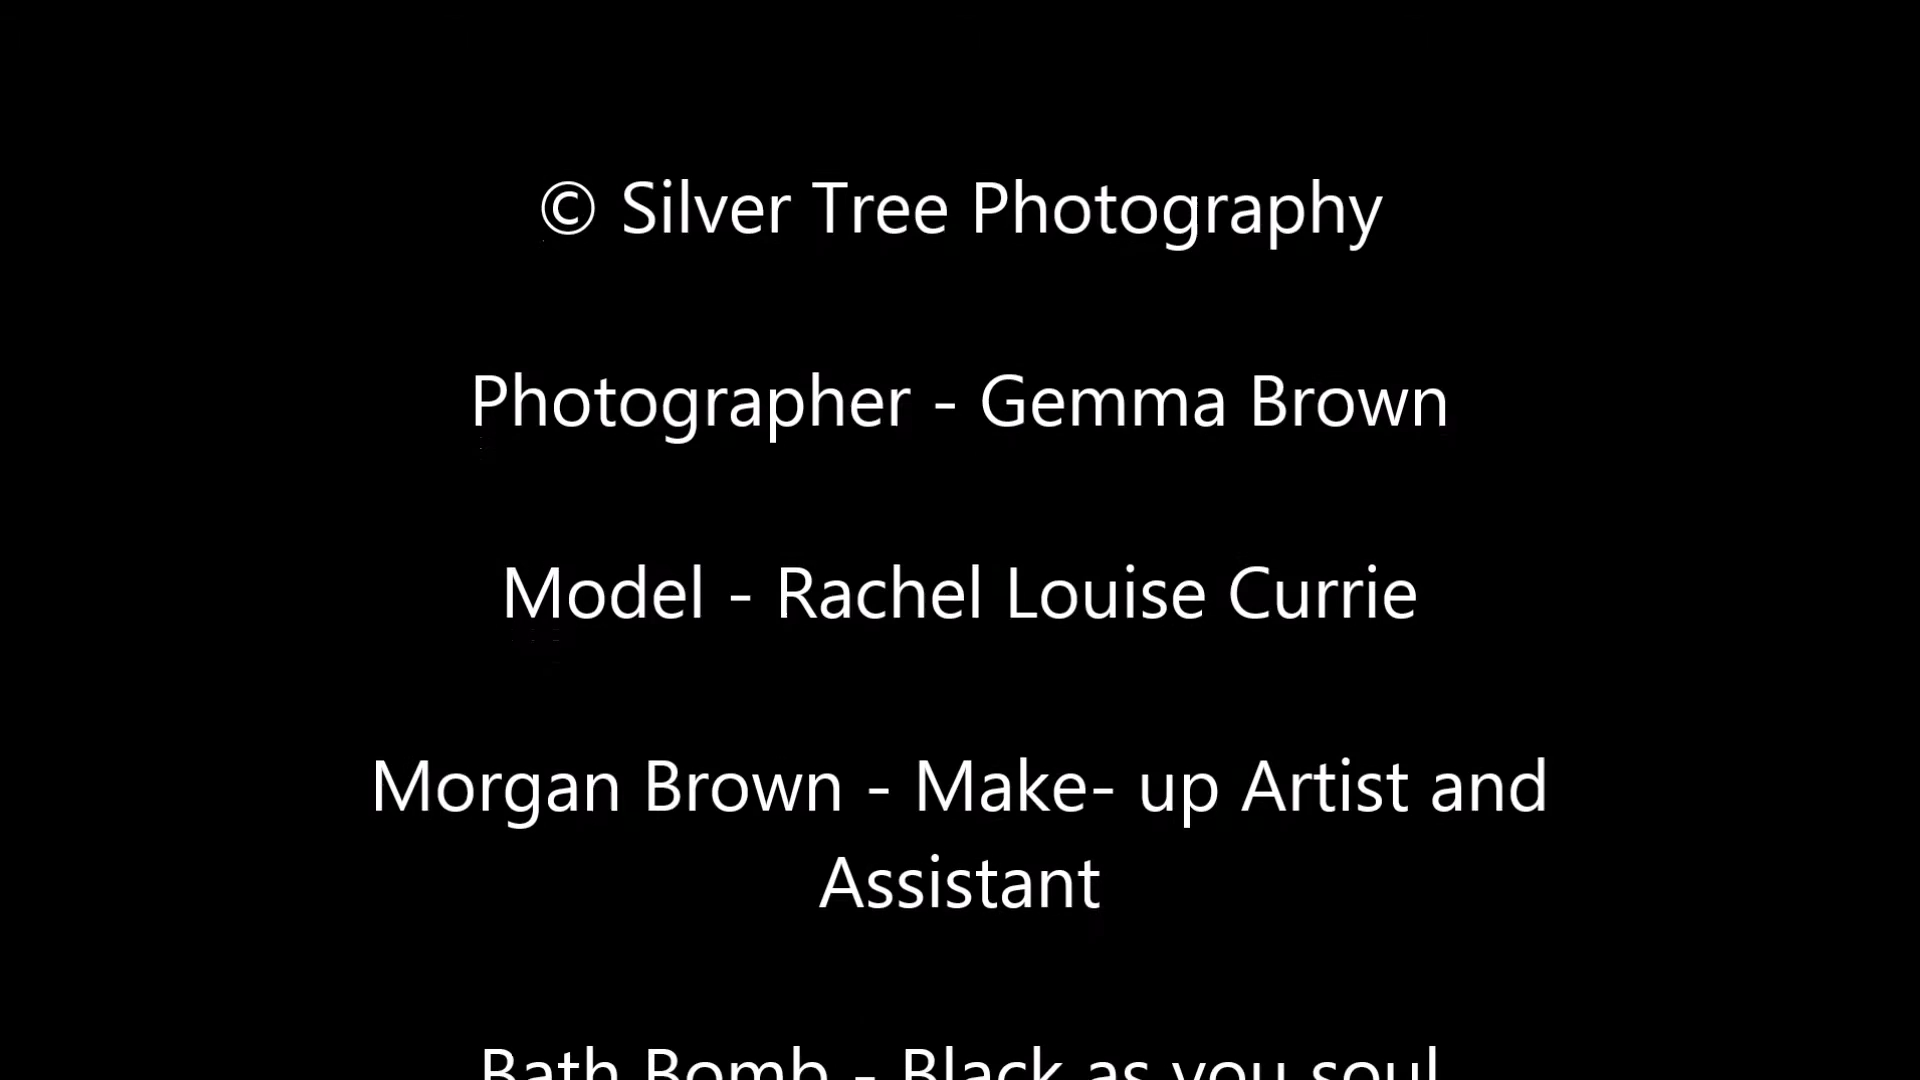 © Silver Tree Photography
Photographer - Gemma Brown
Model - Rachel Louise Currie
Morgan Brown - Make- up Artist and
Assistant
Bath Bomb - Black as you soul